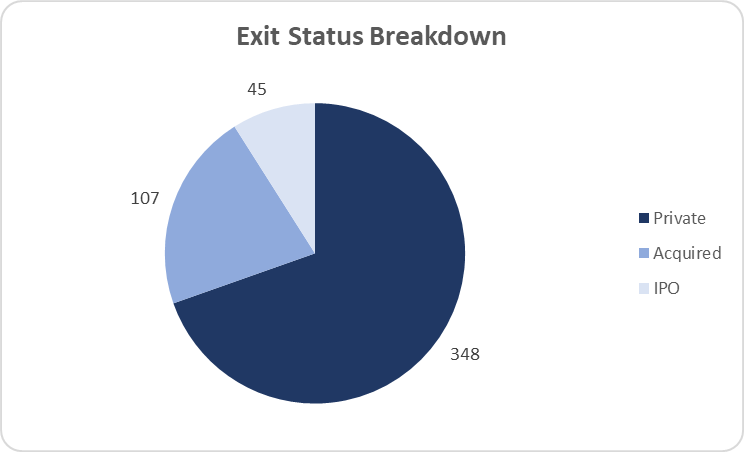 Exit Status Breakdown
45
107
348
Private
Acquired
IPO